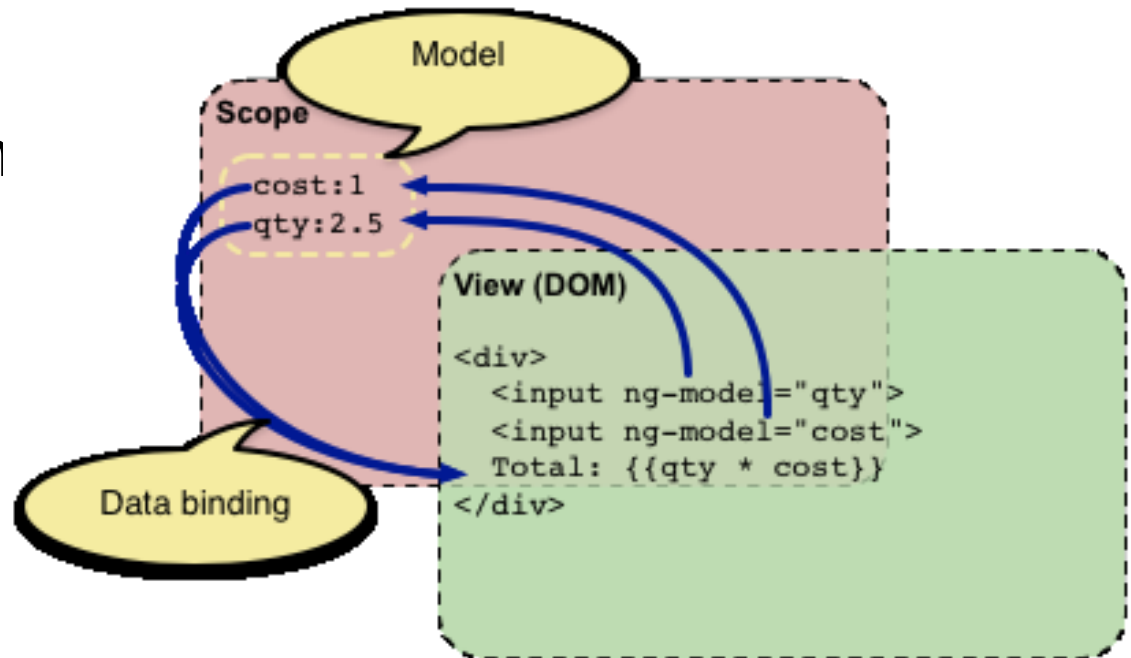 Model
Scope
cost:1
qty:2.5
View (DOM)
<div>
  <input ng-model="qty">
  <input ng-model="cost">
  Total: {{qty * cost}}
</div>
Data binding